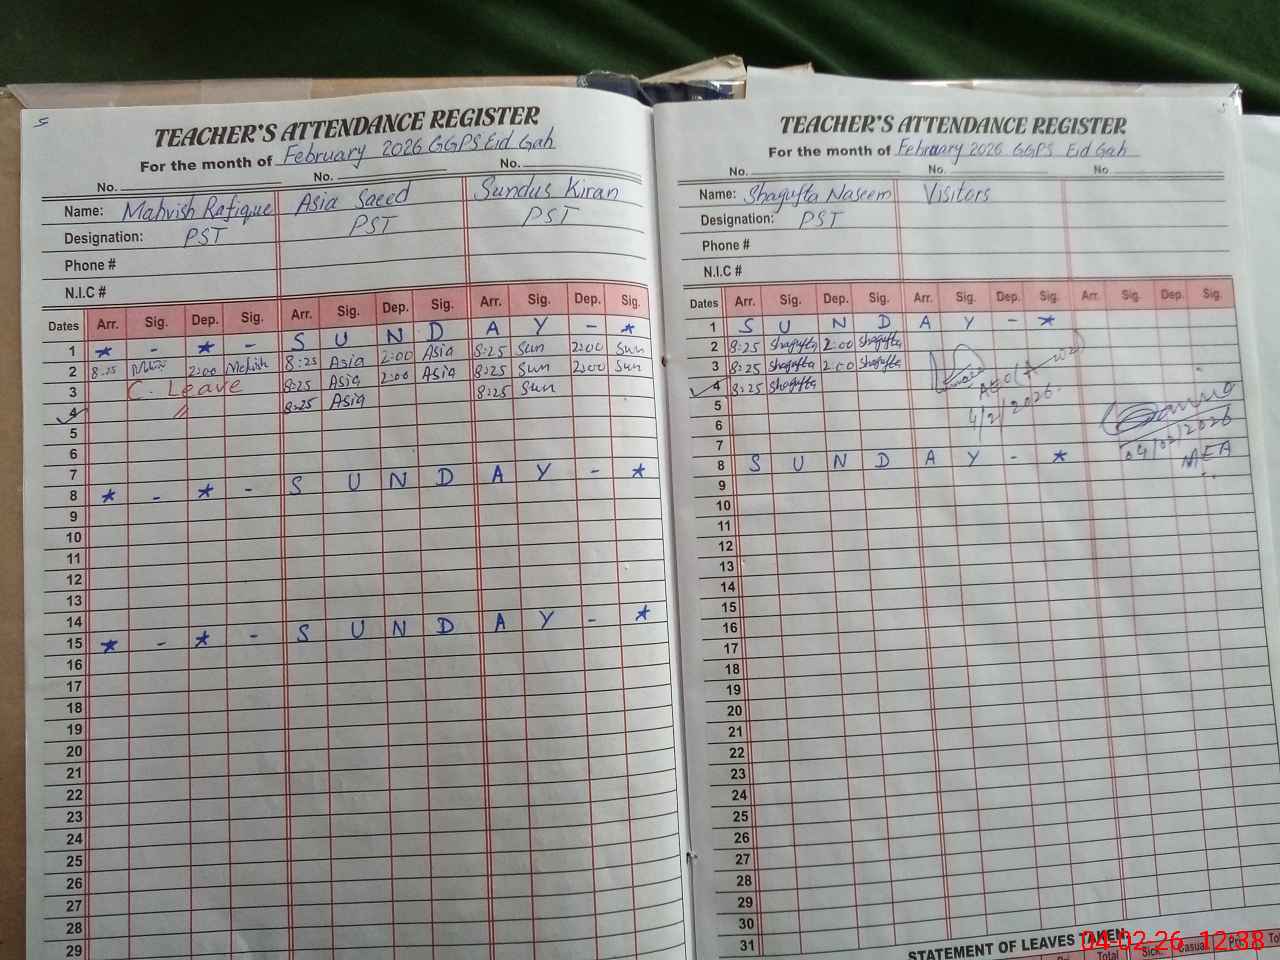 5
TEACHER'S ATTENDANCE REGISTER
For the month of February 2026 GGPS Eid Gah
No. No. No.
Name: Mahvish Rafique Asia Saeed Sundus Kiran
Designation: PST PST PST
Phone #
N.I.C #
Dates Arr. Sig. Dep. Sig. Arr. Sig. Dep. Sig. Arr. Sig. Dep. Sig.
1 * - * - S U N D A Y - *
2 8:25 2:00 Mehish 8:25 Asia 2:00 Asia 8:25 Sun 2:00 Sun
3 C. Leave 8:25 Asia 2:00 Asia 8:25 Sun 2:00 Sun
4 8:25 Asia 8:25 Sun
5
6
7
8 * - * - S U N D A Y - *
9
10
11
12
13
14
15 * - * - S U N D A Y - *
16
17
18
19
20
21
22
23
24
25
26
27
28
29
TEACHER'S ATTENDANCE REGISTER
For the month of February 2026 GGPS Eid Gah
No. No. No
Name: Shagufta Naseem Visitors
Designation: PST
Phone #
N.I.C #
Dates Arr. Sig. Dep. Sig. Arr. Sig. Dep. Sig. Arr. Sig. Dep. Sig.
1 S U N D A Y - *
2 8:25 Shagufta 2:00 Shagufta
3 8:25 Shagufta 2:00 Shagufta
4 8:25 Shagufta
4/2/2026.
5
6
04/02/2026
7
MEA
8 S U N D A Y - *
9
10
11
12
13
14
15
16
17
18
19
20
21
22
23
24
25
26
27
28
29
30
31
STATEMENT OF LEAVES TAKEN
Total Sick. Casual
04-02-26 12:38